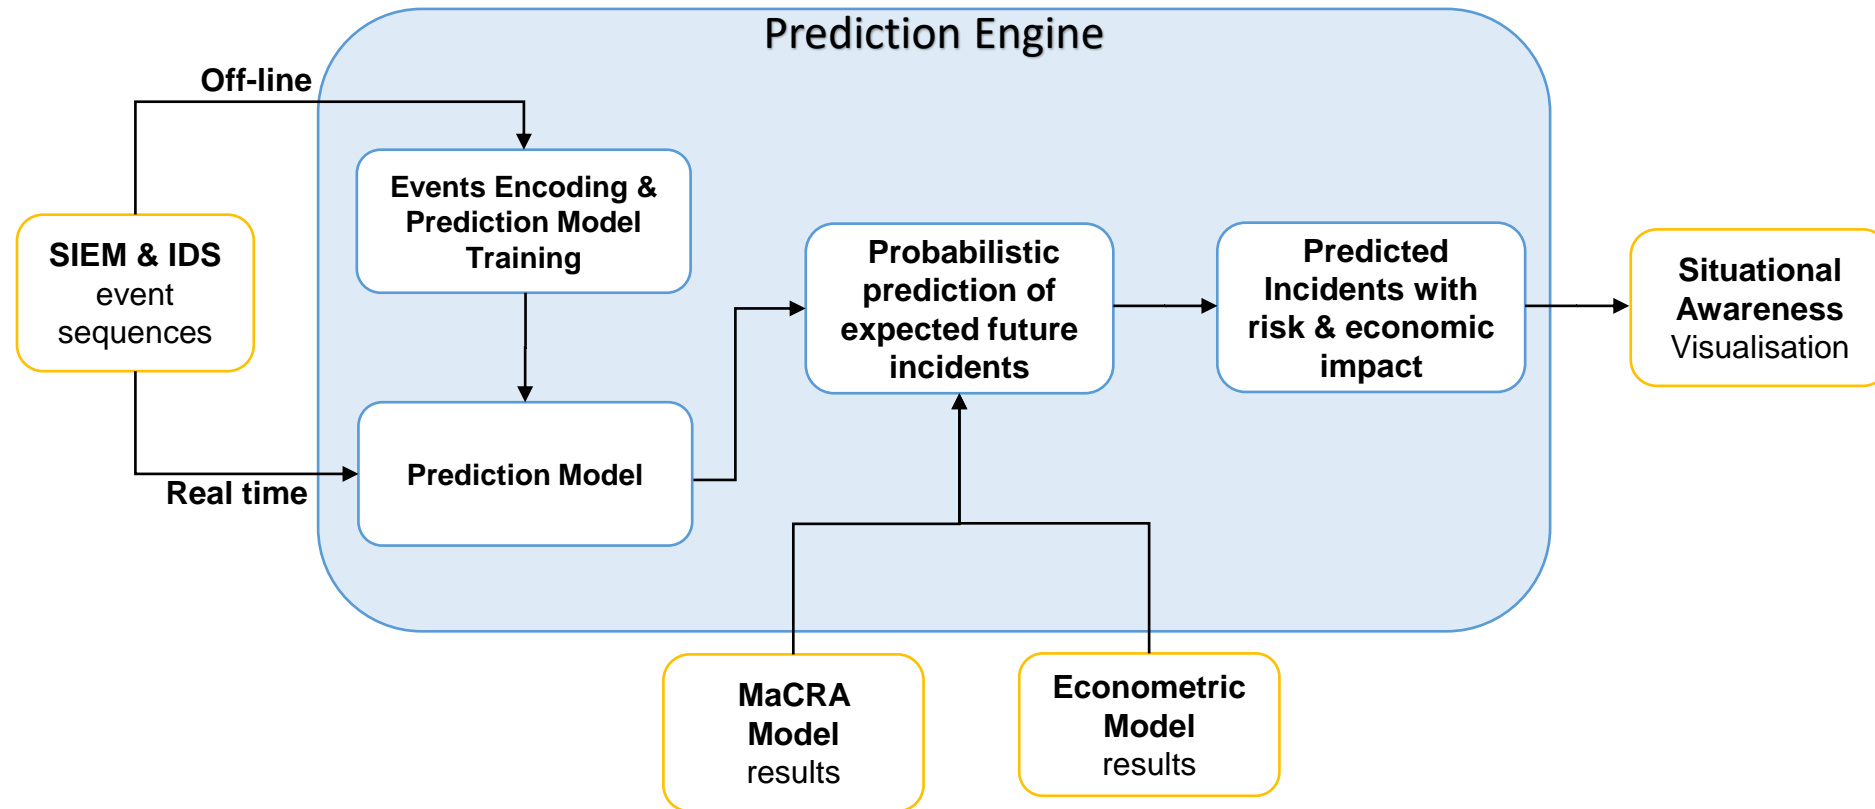 Prediction Engine
Off-line
Events Encoding &
Prediction Model
Training
SIEM & IDS
event
sequences
Real time
Prediction Model
Probabilistic
prediction of
expected future
incidents
Predicted
Incidents with
risk & economic
impact
Situational
Awareness
Visualisation
MaCRA
Model
results
Econometric
Model
results